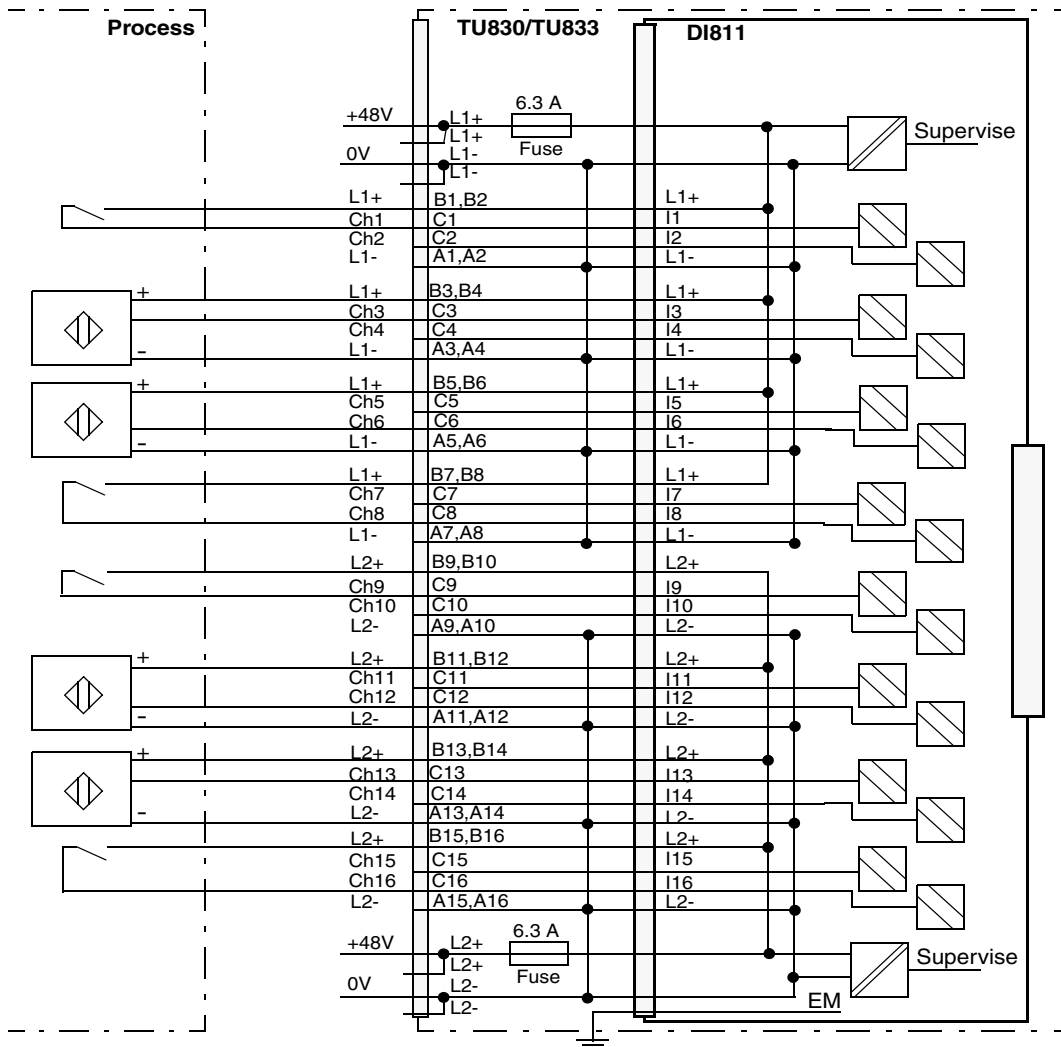 Process TU830/TU833 DI811
6.3 A
+48V L1+
L1+ Fuse Supervise
0V L1-
L1-
L1+ B1,B2 L1+
Ch1 C1 I1
Ch2 C2 I2
L1- A1,A2 L1-
+ L1+ B3,B4 L1+
Ch3 C3 I3
Ch4 C4 I4
- L1- A3,A4 L1-
+ L1+ B5,B6 L1+
Ch5 C5 I5
Ch6 C6 I6
- L1- A5,A6 L1-
L1+ B7,B8 L1+
Ch7 C7 I7
Ch8 C8 I8
L1- A7,A8 L1-
L2+ B9,B10 L2+
Ch9 C9 I9
Ch10 C10 I10
L2- A9,A10 L2-
+ L2+ B11,B12 L2+
Ch11 C11 I11
Ch12 C12 I12
- L2- A11,A12 L2-
+ L2+ B13,B14 L2+
Ch13 C13 I13
Ch14 C14 I14
- L2- A13,A14 L2-
L2+ B15,B16 L2+
Ch15 C15 I15
Ch16 C16 I16
L2- A15,A16 L2-
6.3 A
+48V L2+ Supervise
L2+ Fuse
0V L2-
L2- EM